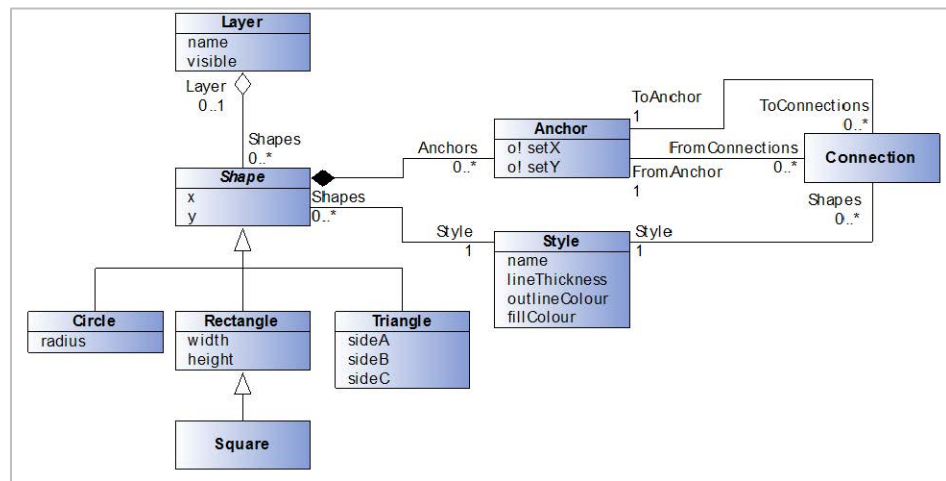 Layer
name
visible
Layer
0..1
Shapes
0..*
Shape
x
y
Anchors
0..*
Shapes
0..*
Style
1
Anchor
o! setX
o! setY
ToAnchor
1
ToConnections
0..*
FromConnections
0..*
FromAnchor
1
Connection
Shapes
0..*
Style
1
Style
name
lineThickness
outlineColour
fillColour
Circle
radius
Rectangle
width
height
Triangle
sideA
sideB
sideC
Square